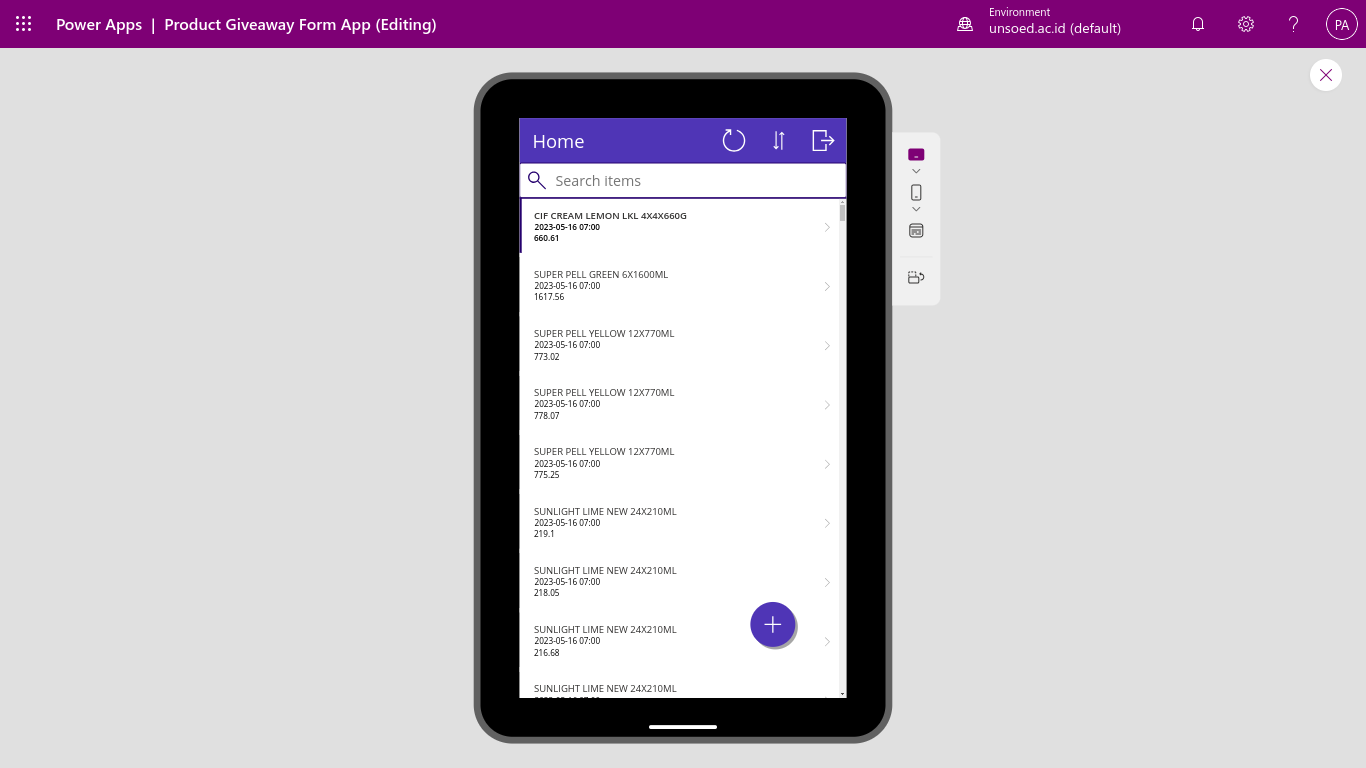 Power Apps | Product Giveaway Form App (Editing)
Environment
unsoed.ac.id (default)
PA
Home
Search items
CIF CREAM LEMON LKL 4X4X660G
2023-05-16 07:00
660.61
SUPER PELL GREEN 6X1600ML
2023-05-16 07:00
1617.56
SUPER PELL YELLOW 12X770ML
2023-05-16 07:00
773.02
SUPER PELL YELLOW 12X770ML
2023-05-16 07:00
778.07
SUPER PELL YELLOW 12X770ML
2023-05-16 07:00
775.25
SUNLIGHT LIME NEW 24X210ML
2023-05-16 07:00
219.1
SUNLIGHT LIME NEW 24X210ML
2023-05-16 07:00
218.05
SUNLIGHT LIME NEW 24X210ML
2023-05-16 07:00
216.68
SUNLIGHT LIME NEW 24X210ML